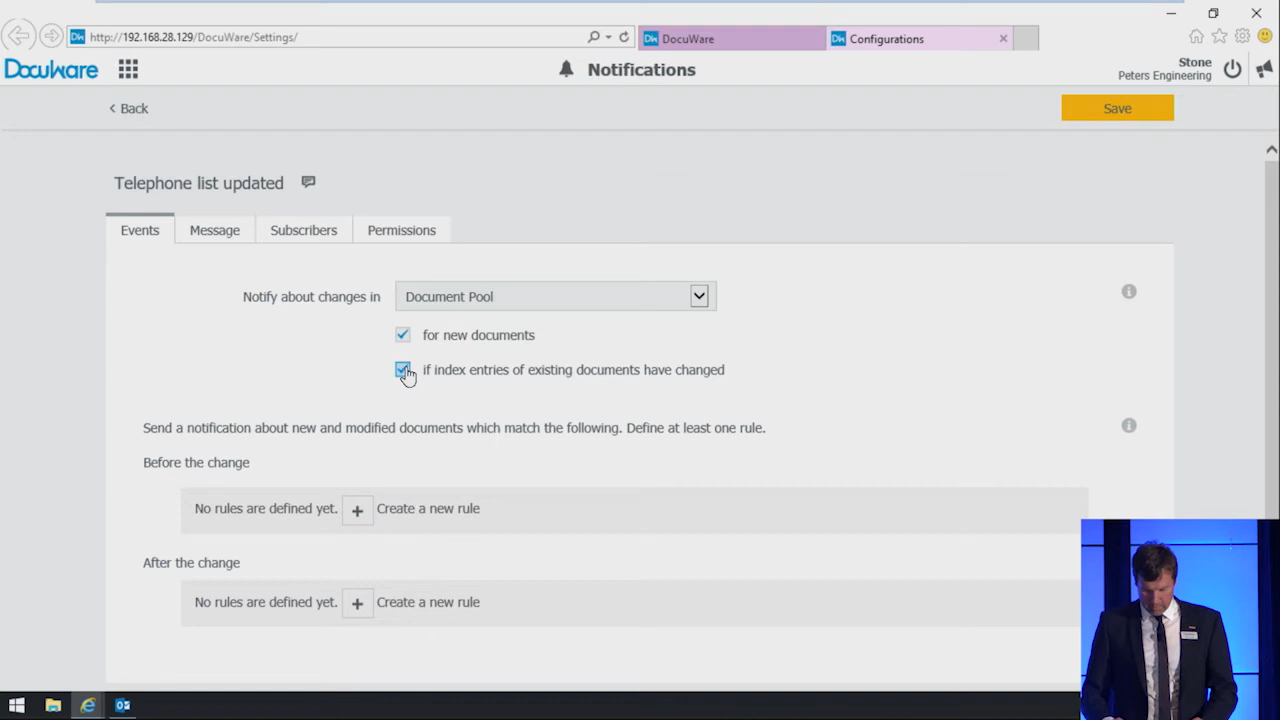 http://192.168.28.129/DocuWare/Settings/
DW DocuWare
DW Configurations
DocuWare
Notifications
Stone
Peters Engineering
Back
Save
Telephone list updated
Events
Message
Subscribers
Permissions
Notify about changes in
Document Pool
for new documents
if index entries of existing documents have changed
Send a notification about new and modified documents which match the following. Define at least one rule.
Before the change
No rules are defined yet. + Create a new rule
After the change
No rules are defined yet. + Create a new rule